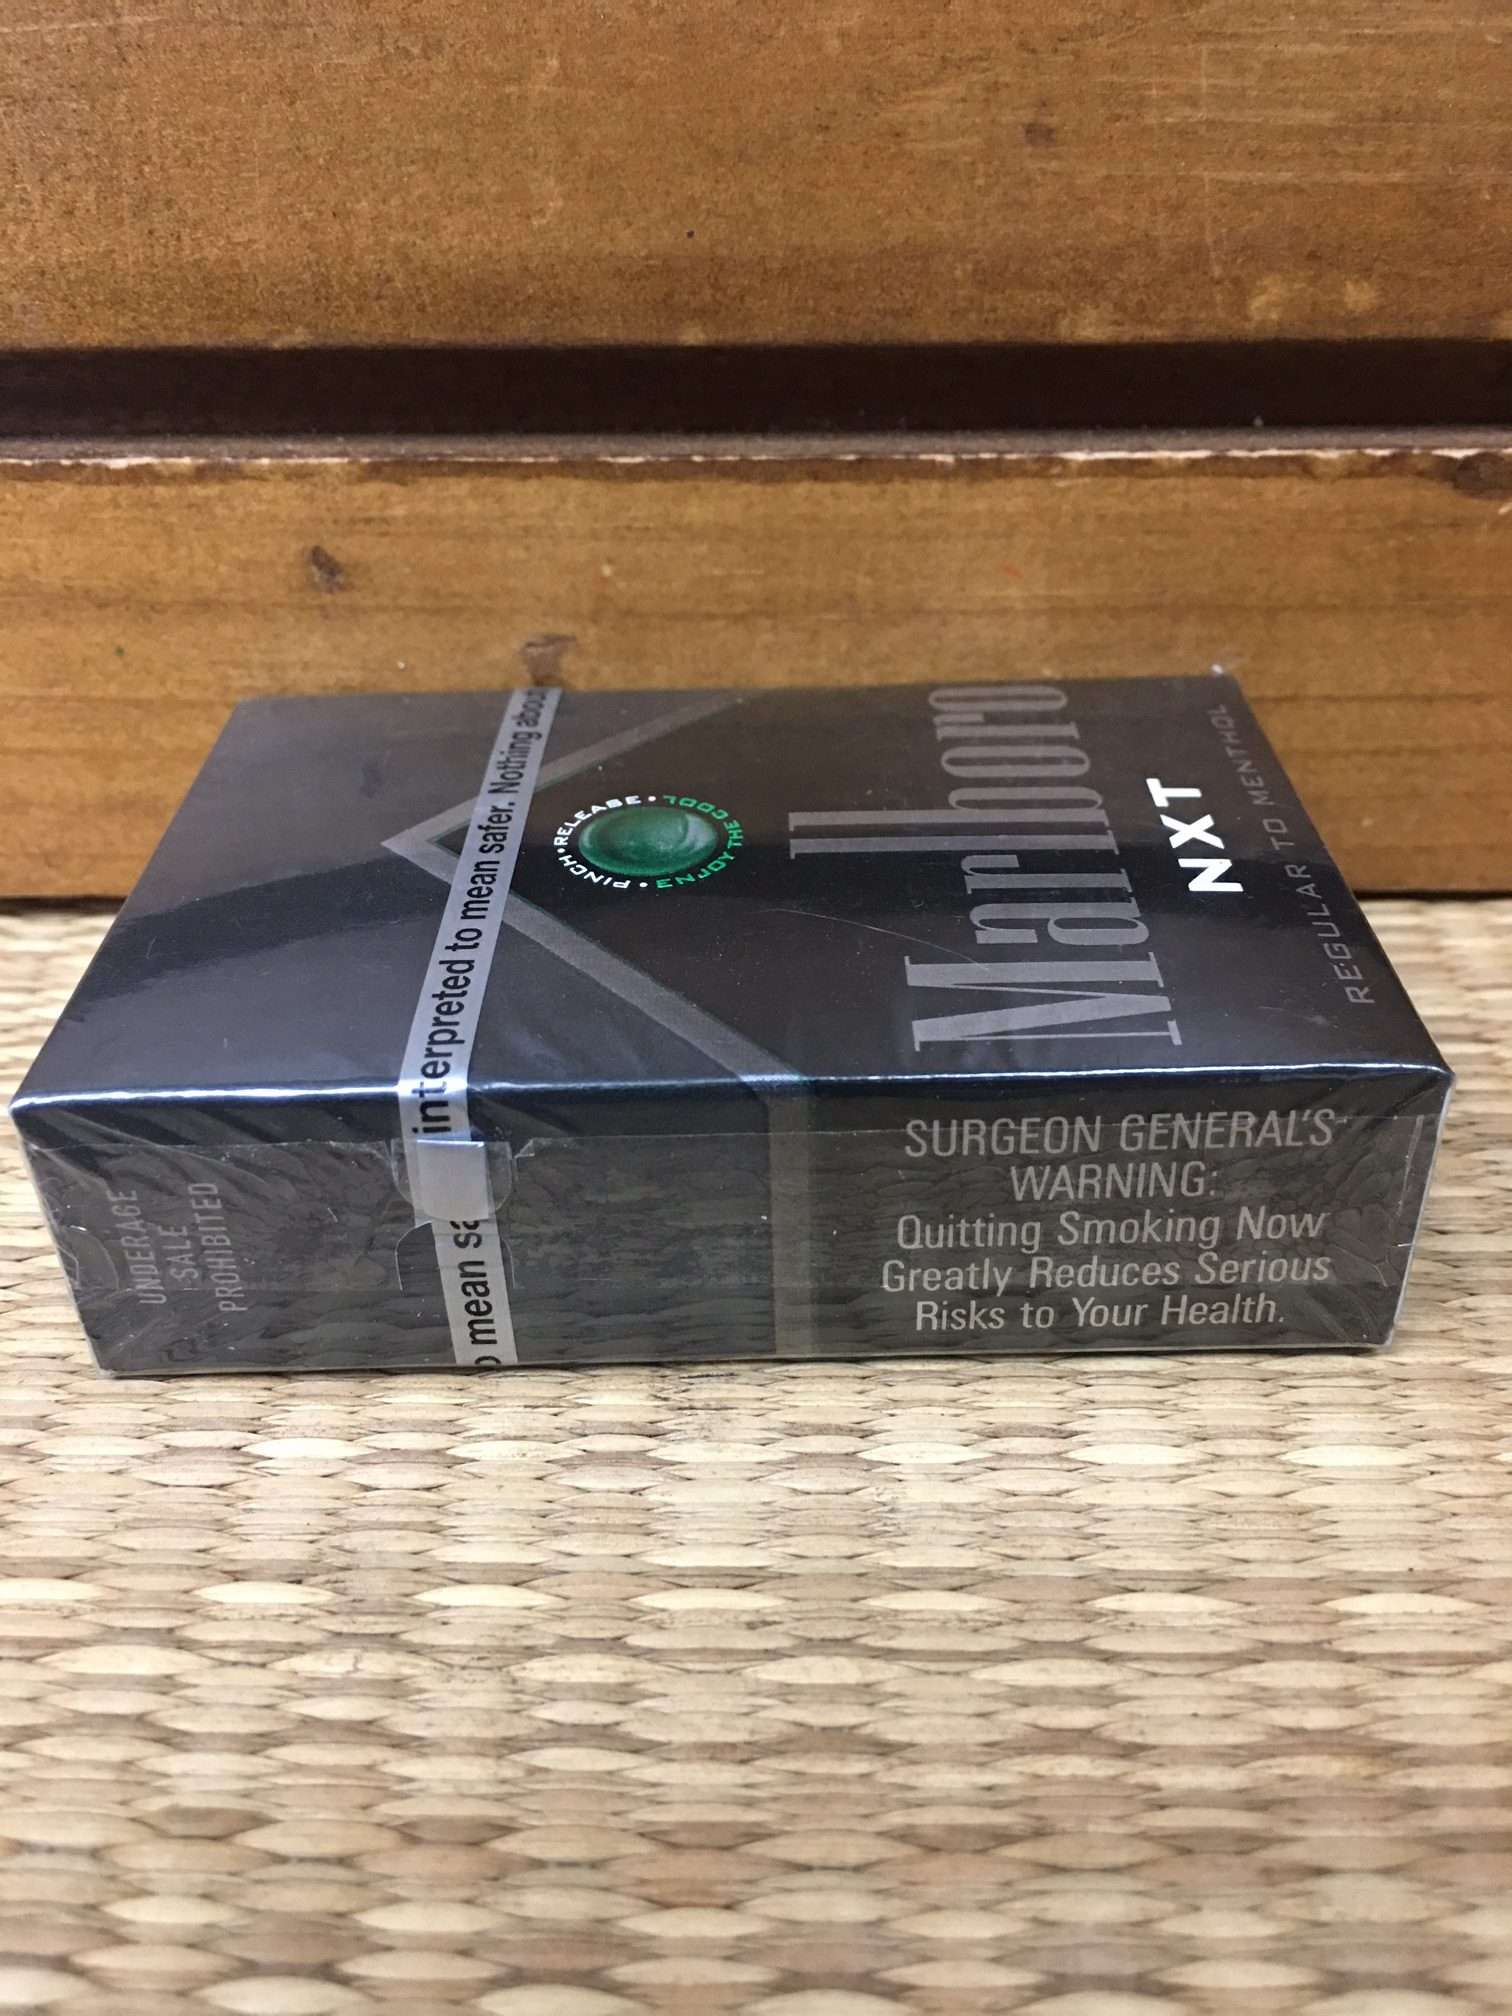 interpreted to mean safer. Nothing about
PINCH • RELEASE • ENJOY THE COOL •
Marlboro
NXT
REGULAR TO MENTHOL
UNDERAGE
SALE
PROHIBITED
mean
SURGEON GENERAL'S
WARNING:
Quitting Smoking Now
Greatly Reduces Serious
Risks to Your Health.